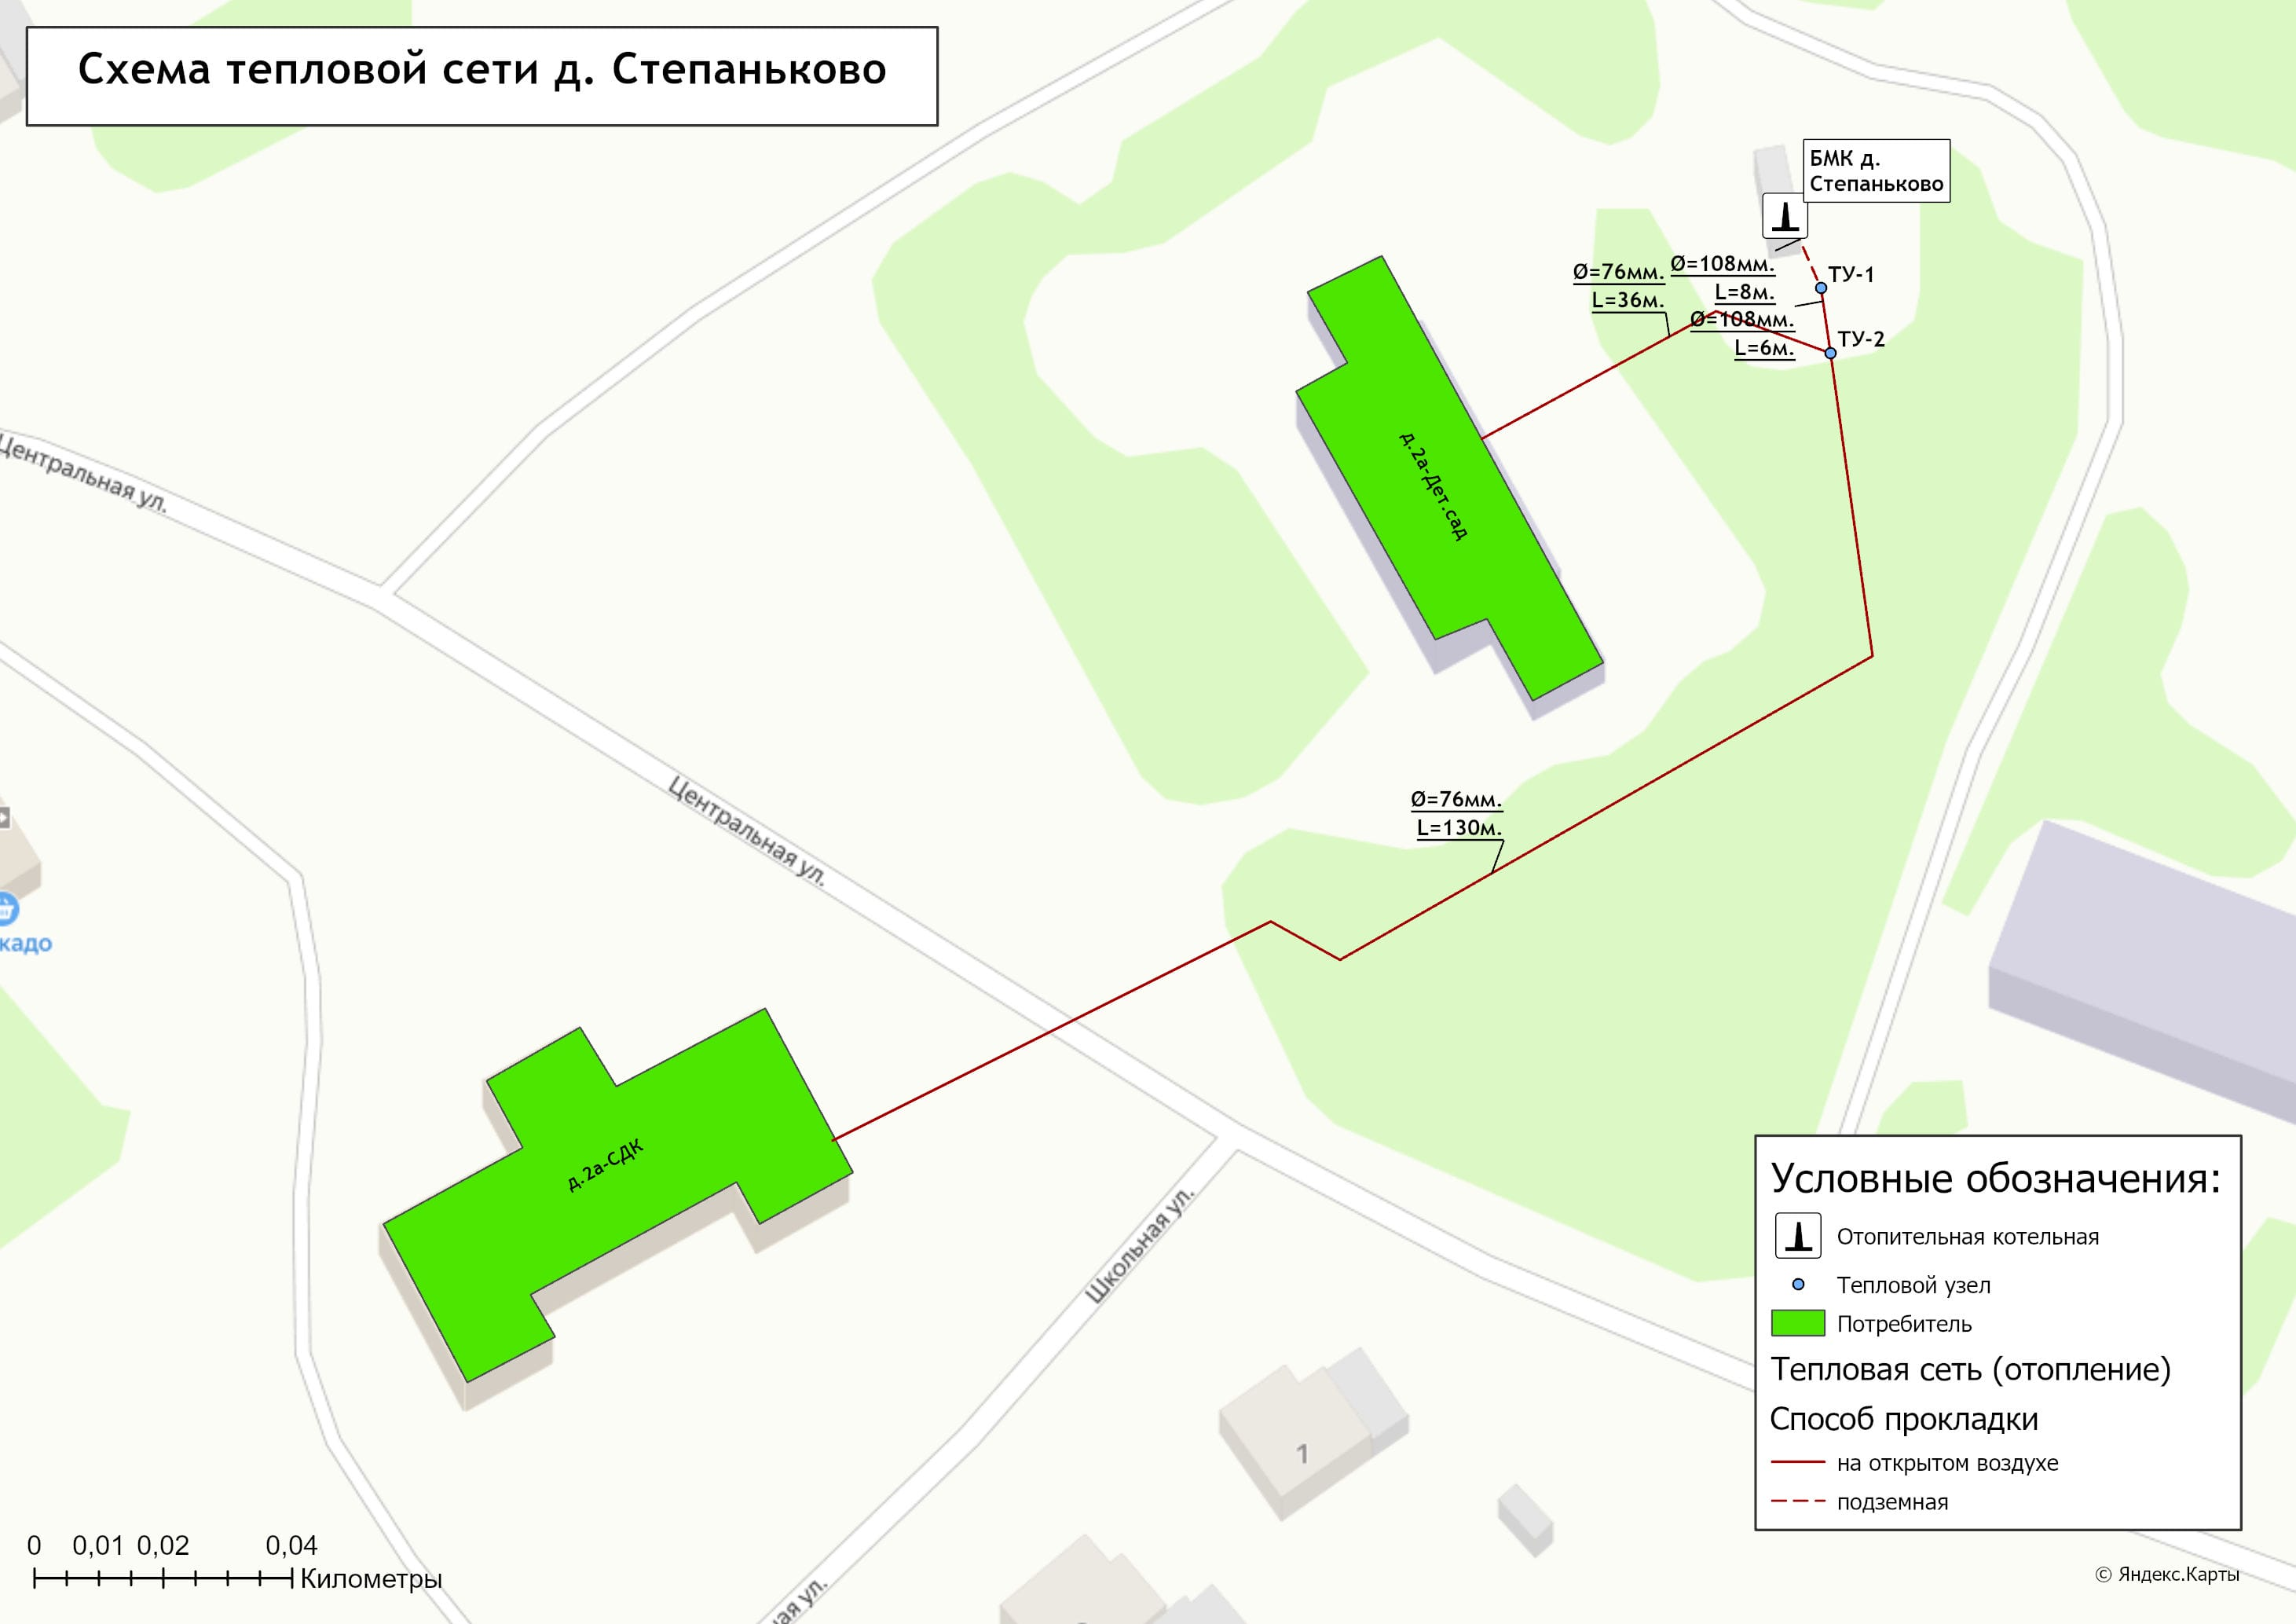 Схема тепловой сети д. Степаньково
БМК д.
Степаньково
Ø=76мм.
L=36м.
Ø=108мм.
L=8м.
ТУ-1
Ø=108мм.
L=6м.
ТУ-2
Центральная ул.
д.2а-Дет.сад
Центральная ул.
Ø=76мм.
L=130м.
кадо
д.2а-СДК
Школьная ул.
1
ная ул.
Условные обозначения:
Отопительная котельная
Тепловой узел
Потребитель
Тепловая сеть (отопление)
Способ прокладки
на открытом воздухе
подземная
0 0,01 0,02 0,04
Километры
© Яндекс.Карты